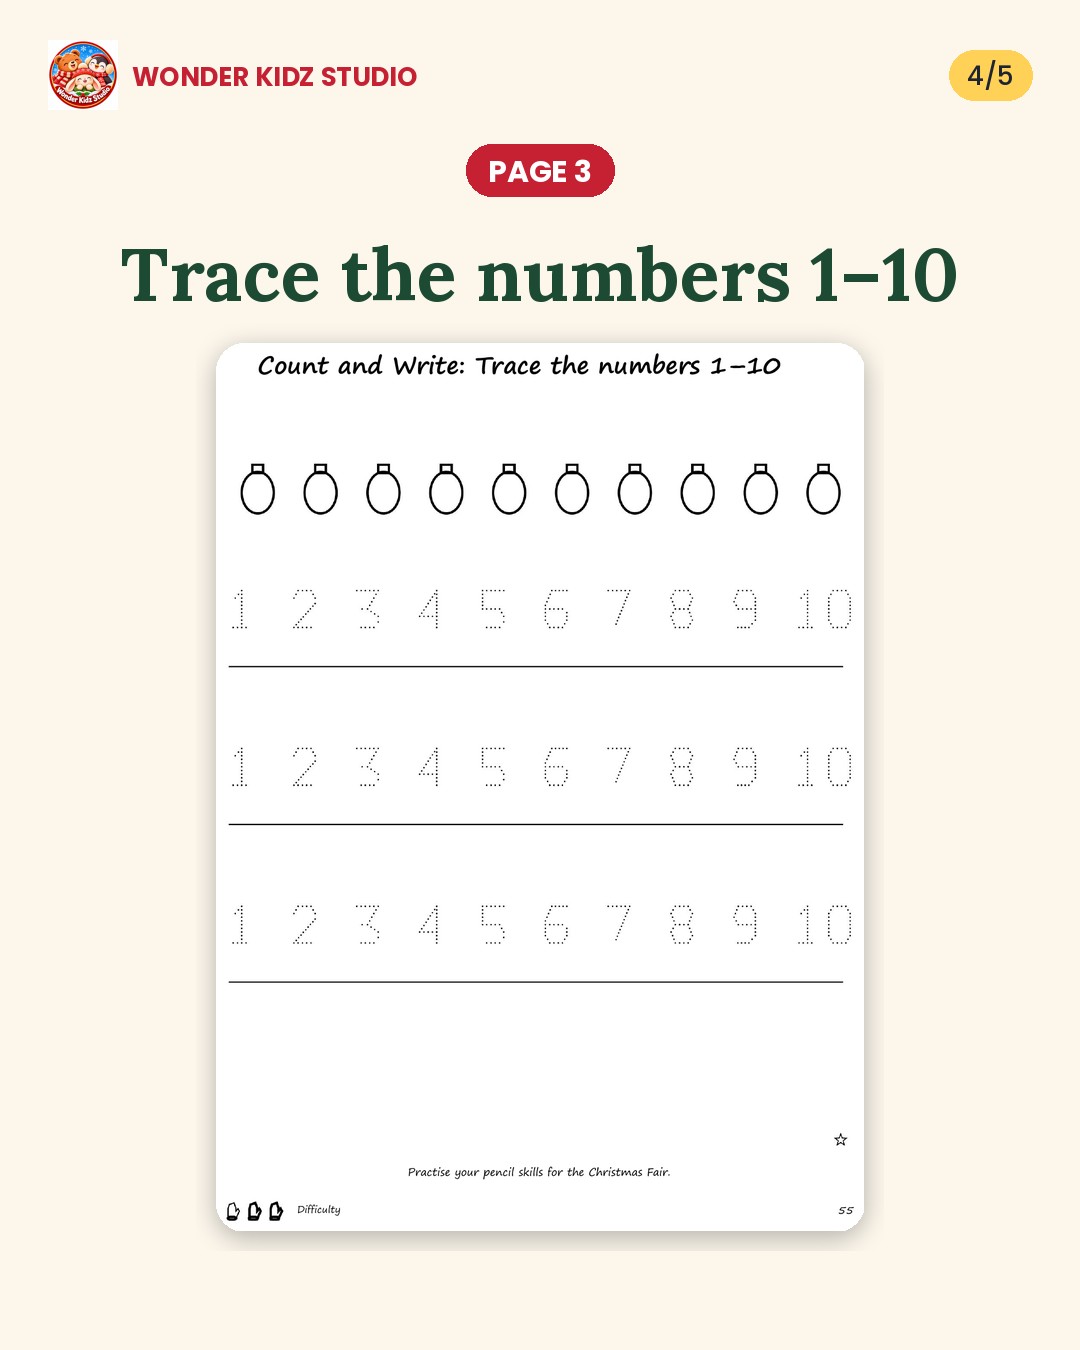 Wonder Kidz Studio
WONDER KIDZ STUDIO
4/5
PAGE 3
Trace the numbers 1–10
Count and Write: Trace the numbers 1–10
1 2 3 4 5 6 7 8 9 10
1 2 3 4 5 6 7 8 9 10
1 2 3 4 5 6 7 8 9 10
Practise your pencil skills for the Christmas Fair.
Difficulty
55